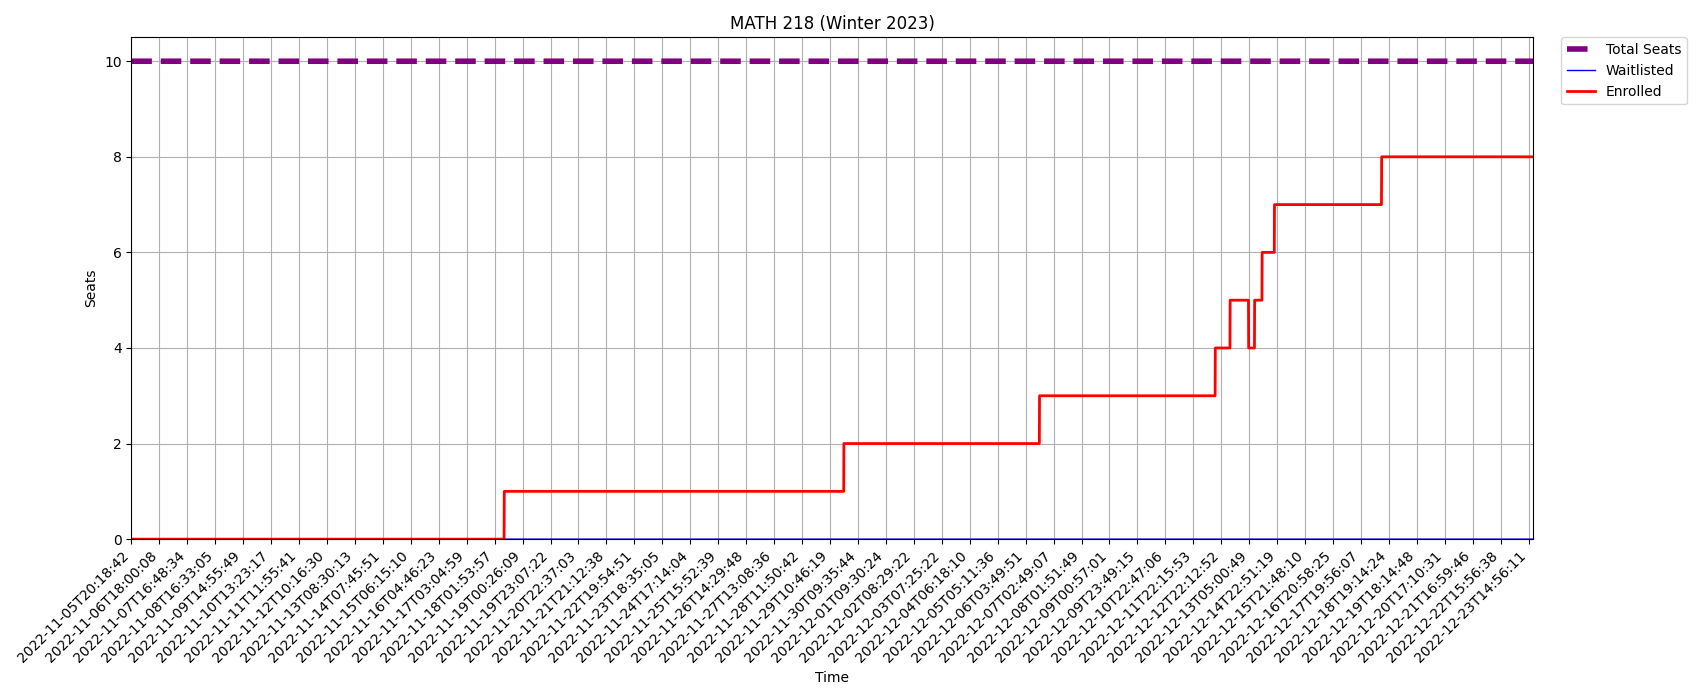 MATH 218 (Winter 2023)
Total Seats
Waitlisted
Enrolled
10
8
6
4
2
0
Seats
2022-11-05T20:18:42
2022-11-06T18:00:08
2022-11-07T16:48:34
2022-11-08T16:33:05
2022-11-09T14:55:49
2022-11-10T13:23:17
2022-11-11T11:55:41
2022-11-12T10:16:30
2022-11-13T08:30:13
2022-11-14T07:45:51
2022-11-15T06:15:10
2022-11-16T04:46:23
2022-11-17T03:04:59
2022-11-18T01:53:57
2022-11-19T00:26:09
2022-11-19T23:07:22
2022-11-20T22:37:03
2022-11-21T21:12:38
2022-11-22T19:54:51
2022-11-23T18:35:05
2022-11-24T17:14:04
2022-11-25T15:52:39
2022-11-26T14:29:48
2022-11-27T13:08:36
2022-11-28T11:50:42
2022-11-29T10:46:19
2022-11-30T09:35:44
2022-12-01T09:30:24
2022-12-02T08:29:22
2022-12-03T07:25:22
2022-12-04T06:18:10
2022-12-05T05:11:36
2022-12-06T03:49:51
2022-12-07T02:49:07
2022-12-08T01:51:49
2022-12-09T00:57:01
2022-12-09T23:49:15
2022-12-10T22:47:06
2022-12-11T22:15:53
2022-12-12T22:12:52
2022-12-13T05:00:49
2022-12-14T22:51:19
2022-12-15T21:48:10
2022-12-16T20:58:25
2022-12-17T19:56:07
2022-12-18T19:14:24
2022-12-19T18:14:48
2022-12-20T17:10:31
2022-12-21T16:59:46
2022-12-22T15:56:38
2022-12-23T14:56:11
Time